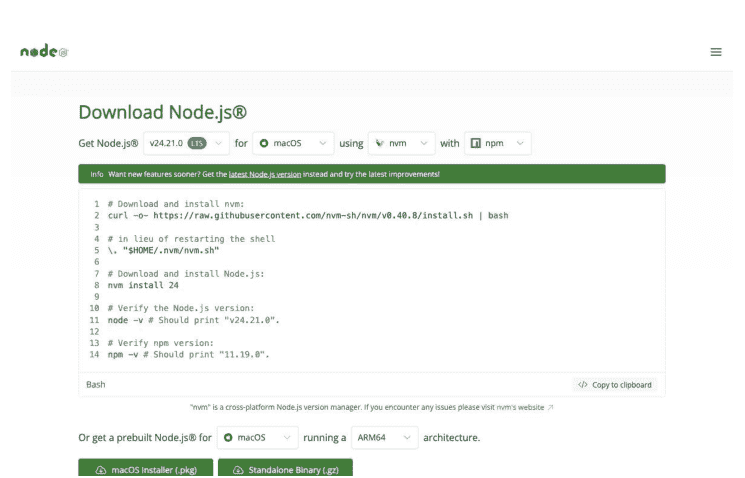 node
Download Node.js®
Get Node.js® v24.21.0 LTS for macOS using nvm with npm
Info Want new features sooner? Get the latest Node.js version instead and try the latest improvements!
1 # Download and install nvm:
2 curl -o- https://raw.githubusercontent.com/nvm-sh/nvm/v0.40.8/install.sh | bash
3
4 # in lieu of restarting the shell
5 \. "$HOME/.nvm/nvm.sh"
6
7 # Download and install Node.js:
8 nvm install 24
9
10 # Verify the Node.js version:
11 node -v # Should print "v24.21.0".
12
13 # Verify npm version:
14 npm -v # Should print "11.19.0".
Bash </> Copy to clipboard
"nvm" is a cross-platform Node.js version manager. If you encounter any issues please visit nvm's website ↗
Or get a prebuilt Node.js® for macOS running a ARM64 architecture.
macOS Installer (.pkg) Standalone Binary (.gz)